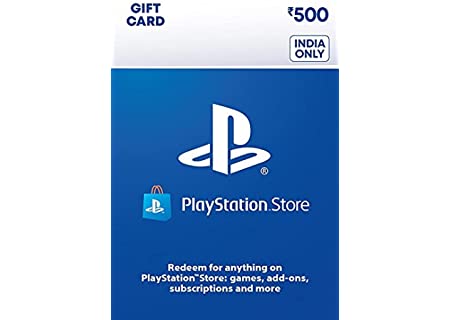 GIFT
CARD
₹500
INDIA
ONLY
®
PlayStation.Store
Redeem for anything on
PlayStation™Store: games, add-ons,
subscriptions and more